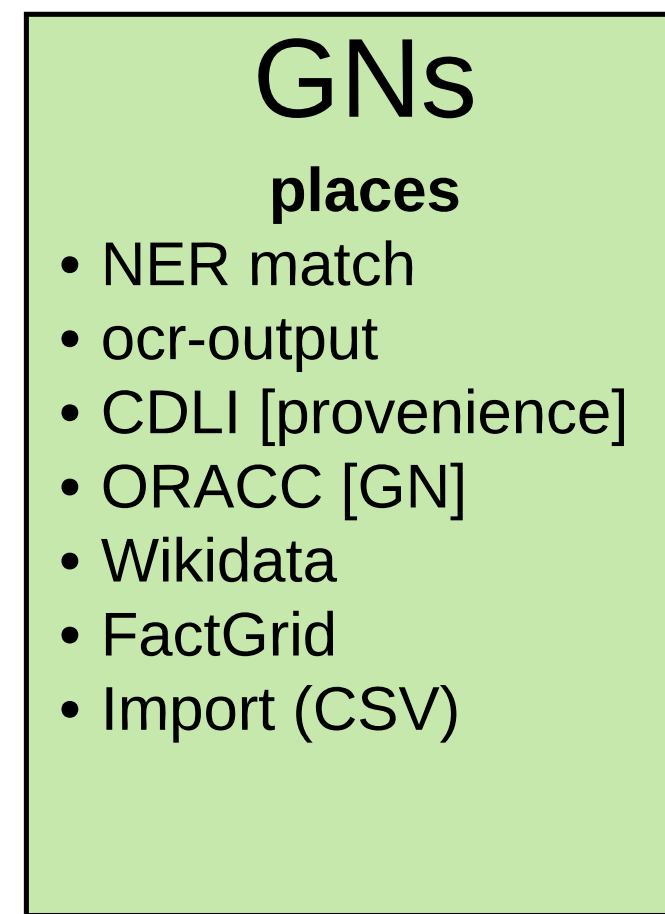 GNs
places
• NER match
• ocr-output
• CDLI [provenience]
• ORACC [GN]
• Wikidata
• FactGrid
• Import (CSV)